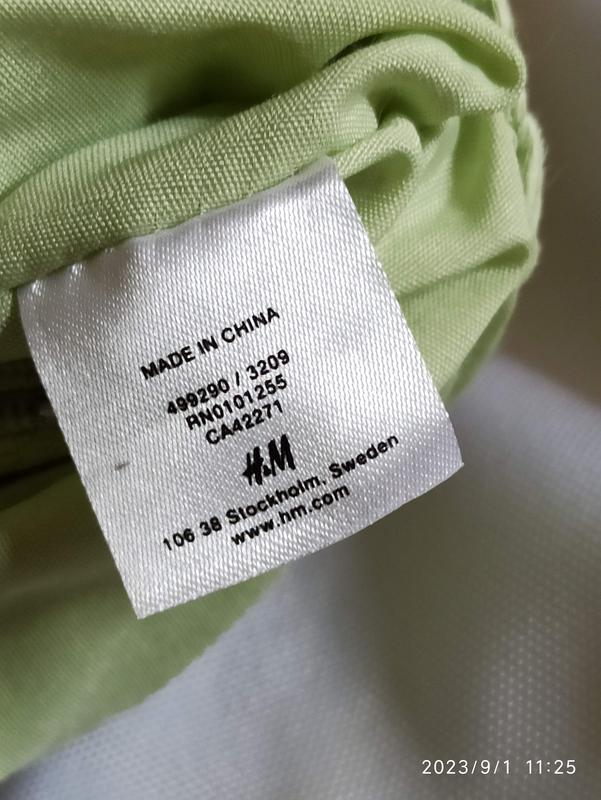 MADE IN CHINA
499290 / 3209
RN0101255
CA42271
H&M
106 38 Stockholm, Sweden
www.hm.com
2023/9/1 11:25